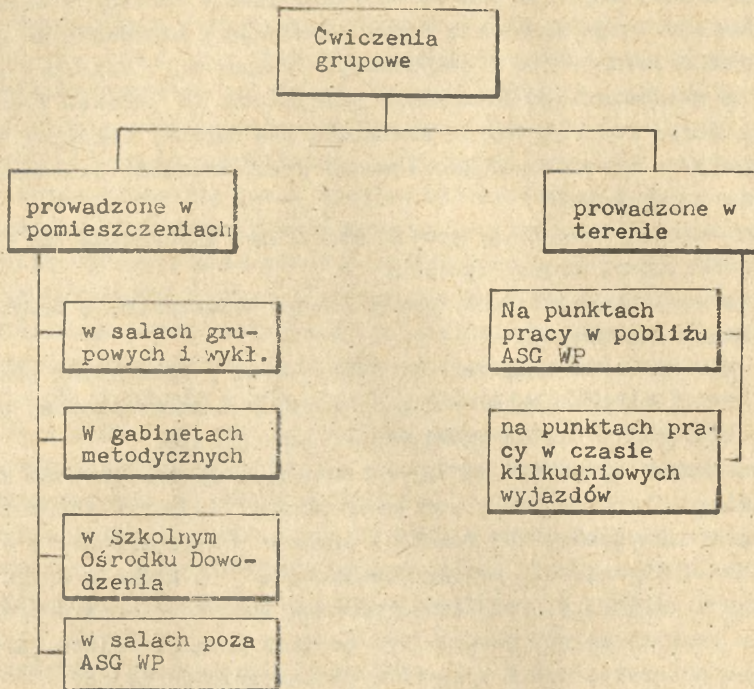 Ćwiczenia
grupowe
prowadzone w
pomieszczeniach
prowadzone w
terenie
w salach gru-
powych i wykł.
W gabinetach
metodycznych
w Szkolnym
Ośrodku Dowo-
dzenia
w salach poza
ASG WP
Na punktach
pracy w pobliżu
ASG WP
na punktach pra-
cy w czasie
kilkudniowych
wyjazdów